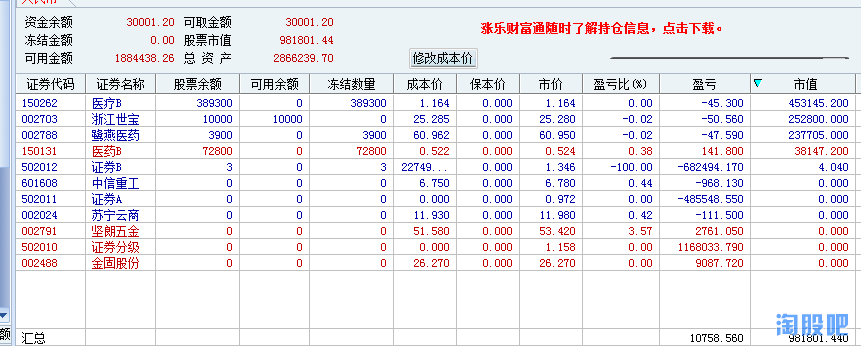 人民币
资金余额 30001.20 可取金额 30001.20
冻结金额 0.00 股票市值 981801.44
可用金额 1884438.26 总 资 产 2866239.70
涨乐财富通随时了解持仓信息，点击下载。
修改成本价
证券代码 证券名称 股票余额 可用余额 冻结数量 成本价 保本价 市价 盈亏比(%) 盈亏 市值
150262 医疗B 389300 0 389300 1.164 0.000 1.164 0.00 -45.300 453145.200
002703 浙江世宝 10000 10000 0 25.285 0.000 25.280 -0.02 -50.560 252800.000
002788 鹭燕医药 3900 0 3900 60.962 0.000 60.950 -0.02 -47.590 237705.000
150131 医药B 72800 0 72800 0.522 0.000 0.524 0.38 141.800 38147.200
502012 证券B 3 0 3 22749... 0.000 1.346 -100.00 -682494.170 4.040
601608 中信重工 0 0 0 6.750 0.000 6.780 0.44 -968.130 0.000
502011 证券A 0 0 0 0.000 0.000 0.972 0.00 -485548.550 0.000
002024 苏宁云商 0 0 0 11.930 0.000 11.980 0.42 -111.500 0.000
002791 坚朗五金 0 0 0 51.580 0.000 53.420 3.57 2761.050 0.000
502010 证券分级 0 0 0 0.000 0.000 1.158 0.00 1168033.790 0.000
002488 金固股份 0 0 0 26.270 0.000 26.270 0.00 9087.720 0.000
淘股吧
额
汇总 10758.560 981801.440